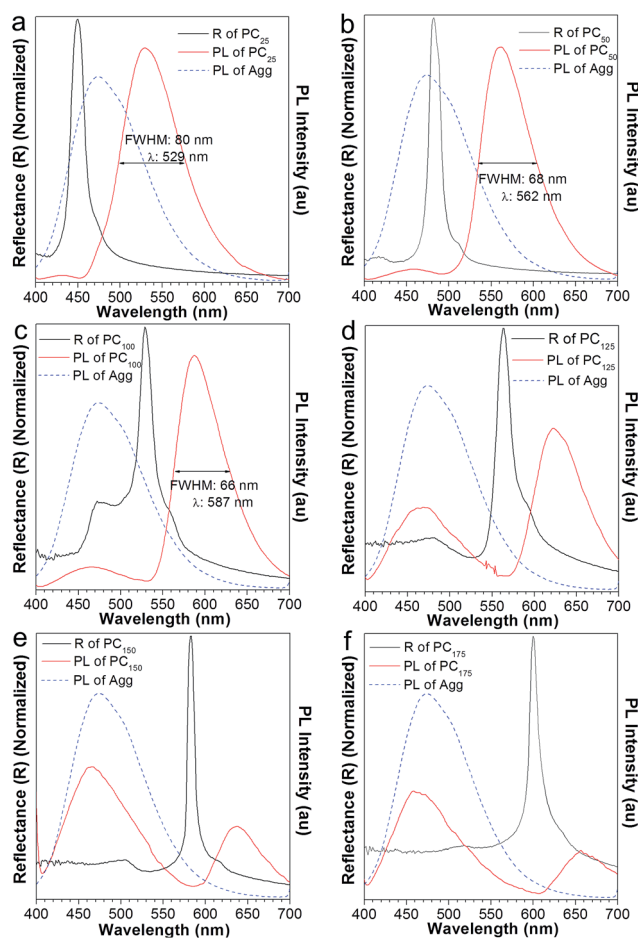 a
R of PC25
PL of PC25
PL of Agg
FWHM: 80 nm
λ: 529 nm
Reflectance (R) (Normalized)
PL Intensity (au)
400 450 500 550 600 650 700
Wavelength (nm)
b
R of PC50
PL of PC50
PL of Agg
FWHM: 68 nm
λ: 562 nm
Reflectance (R) (Normalized)
PL Intensity (au)
400 450 500 550 600 650 700
Wavelength (nm)
c
R of PC100
PL of PC100
PL of Agg
FWHM: 66 nm
λ: 587 nm
Reflectance (R) (Normalized)
PL Intensity (au)
400 450 500 550 600 650 700
Wavelength (nm)
d
R of PC125
PL of PC125
PL of Agg
Reflectance (R) (Normalized)
PL Intensity (au)
400 450 500 550 600 650 700
Wavelength (nm)
e
R of PC150
PL of PC150
PL of Agg
Reflectance (R) (Normalized)
PL Intensity (au)
400 450 500 550 600 650 700
Wavelength (nm)
f
R of PC175
PL of PC175
PL of Agg
Reflectance (R) (Normalized)
PL Intensity (au)
400 450 500 550 600 650 700
Wavelength (nm)